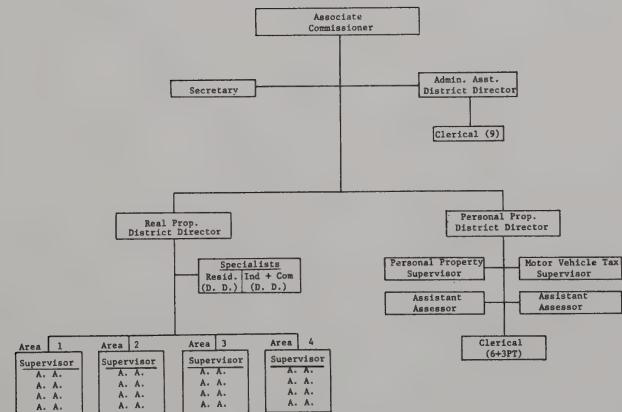 Associate
Commissioner
Secretary
Admin. Asst.
District Director
Clerical (9)
Real Prop.
District Director
Personal Prop.
District Director
Specialists
Resid. Ind + Com
(D. D.) (D. D.)
Personal Property
Supervisor
Motor Vehicle Tax
Supervisor
Assistant
Assessor
Assistant
Assessor
Clerical
(6+3PT)
Area 1
Supervisor
A. A.
A. A.
A. A.
A. A.
Area 2
Supervisor
A. A.
A. A.
A. A.
A. A.
Area 3
Supervisor
A. A.
A. A.
A. A.
A. A.
Area 4
Supervisor
A. A.
A. A.
A. A.
A. A.